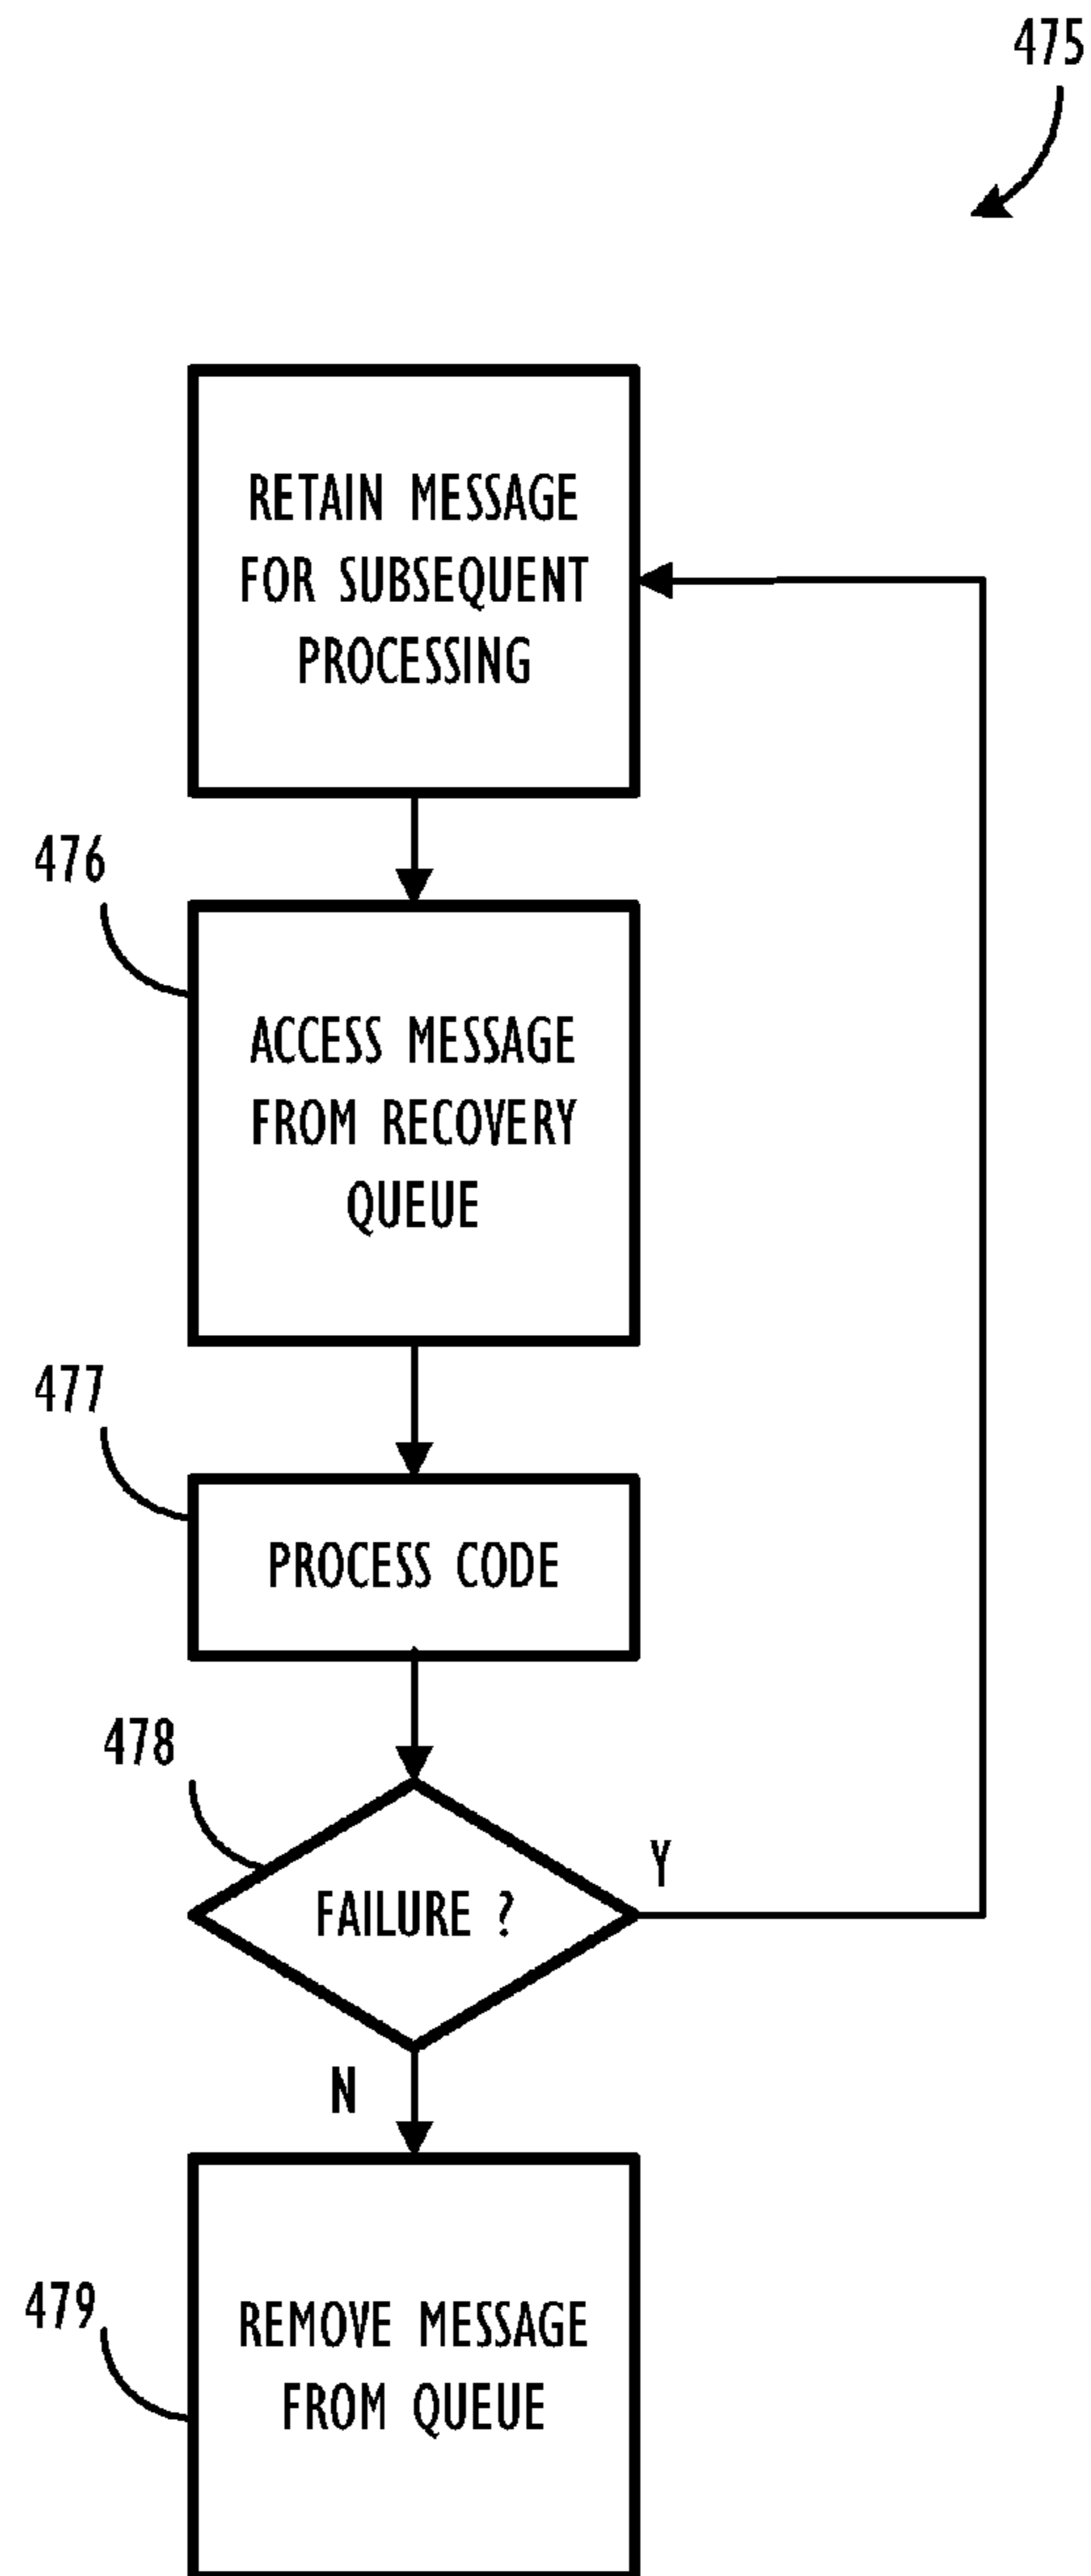 475
RETAIN MESSAGE
FOR SUBSEQUENT
PROCESSING
476
ACCESS MESSAGE
FROM RECOVERY
QUEUE
477
PROCESS CODE
478
FAILURE ?
Y
N
479
REMOVE MESSAGE
FROM QUEUE